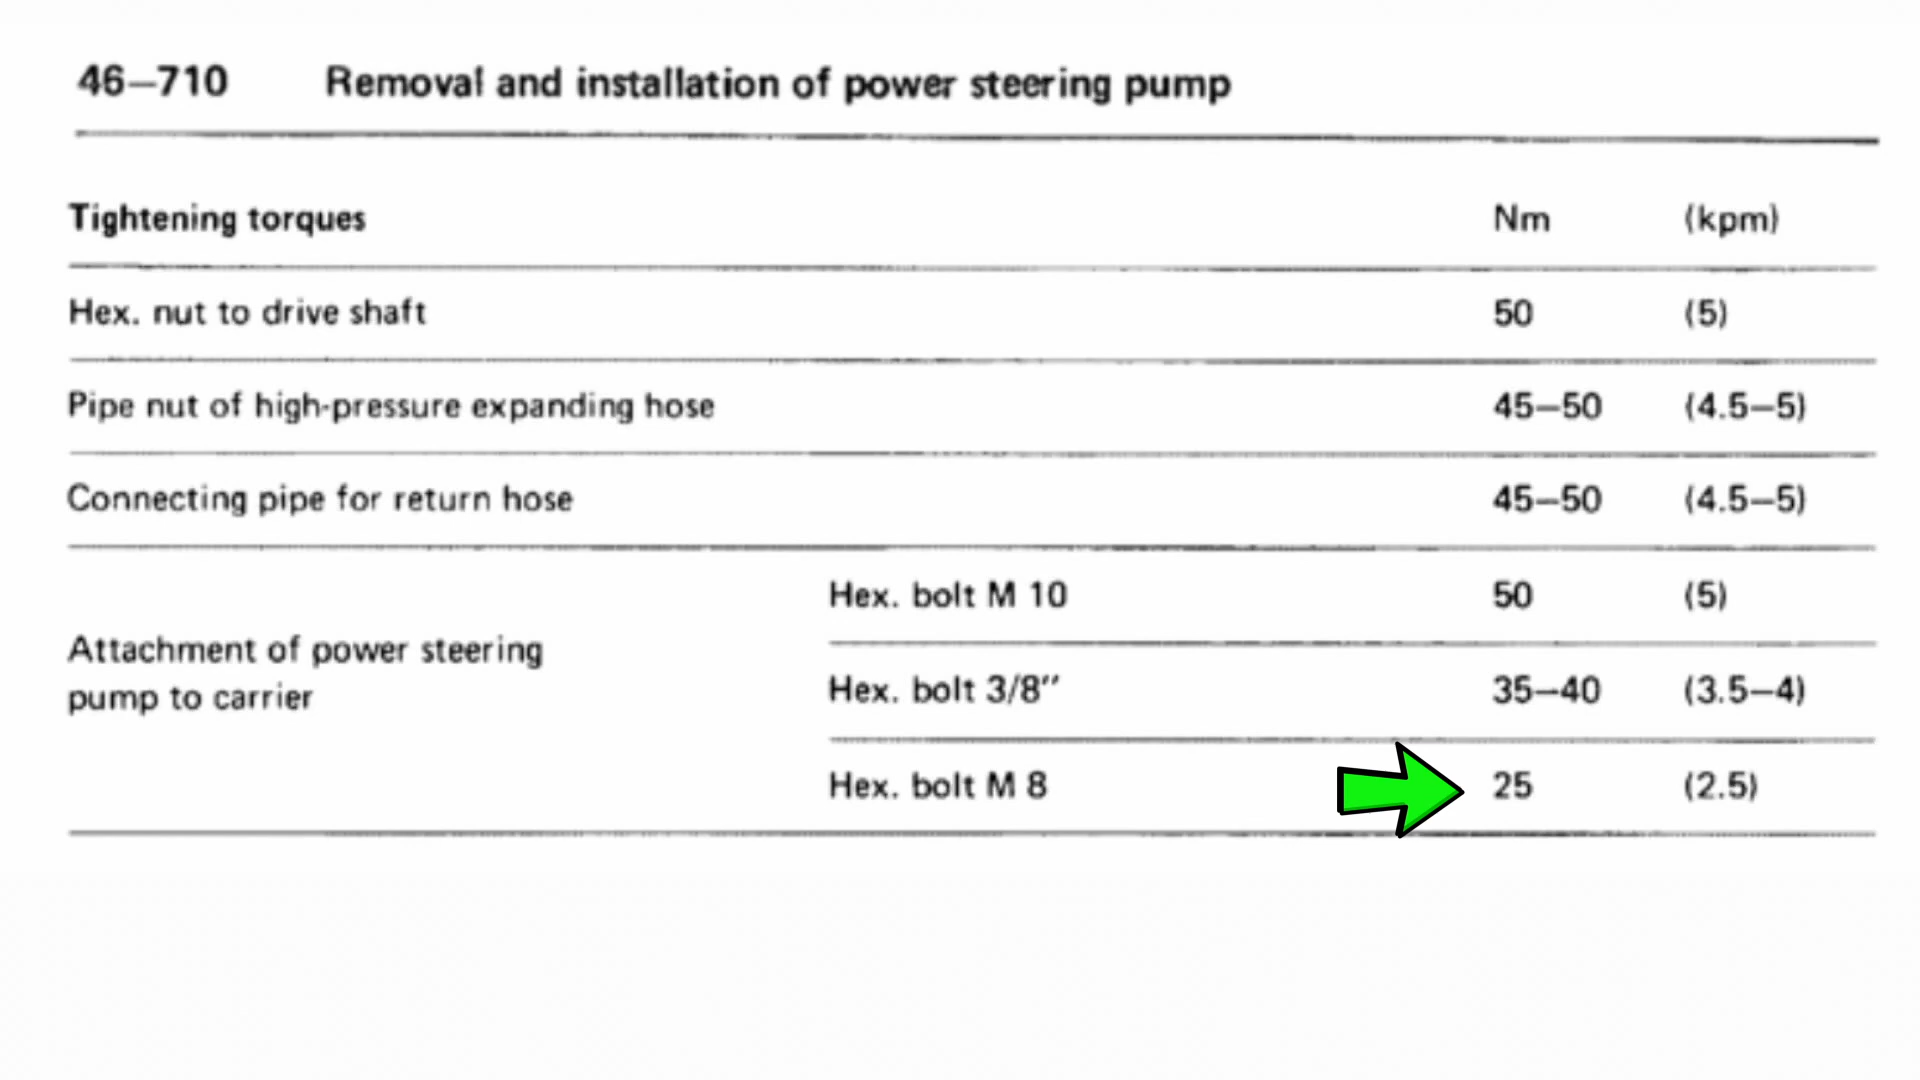 46–710 Removal and installation of power steering pump
Tightening torques Nm (kpm)
Hex. nut to drive shaft 50 (5)
Pipe nut of high-pressure expanding hose 45–50 (4.5–5)
Connecting pipe for return hose 45–50 (4.5–5)
Attachment of power steering
pump to carrier
Hex. bolt M 10 50 (5)
Hex. bolt 3/8″ 35–40 (3.5–4)
Hex. bolt M 8 25 (2.5)